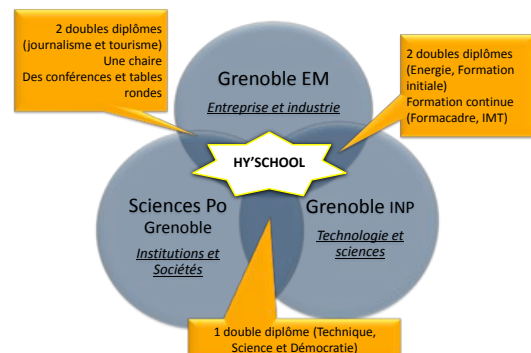 2 doubles diplômes
(journalisme et tourisme)
Une chaire
Des conférences et tables
rondes
2 doubles diplômes
(Energie, Formation
initiale)
Formation continue
(Formacadre, IMT)
Grenoble EM
Entreprise et industrie
HY'SCHOOL
Sciences Po
Grenoble
Institutions et
Sociétés
Grenoble INP
Technologie et
sciences
1 double diplôme (Technique,
Science et Démocratie)